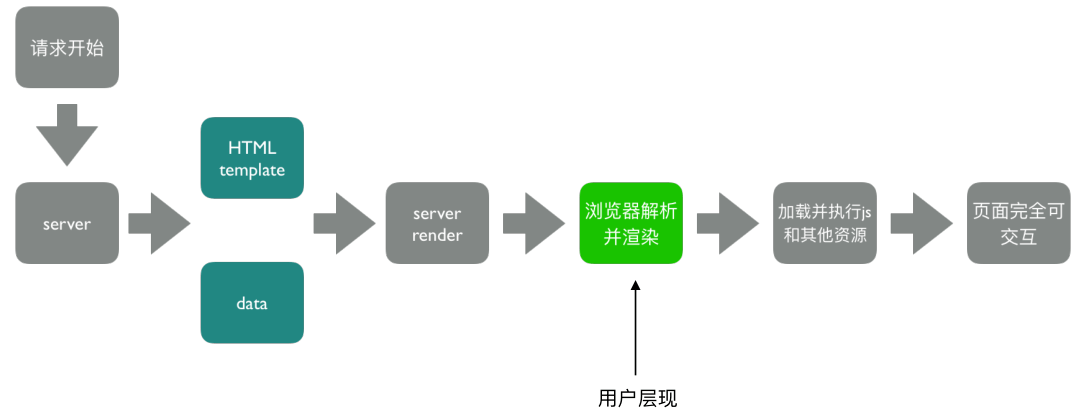 请求开始
HTML
template
server
data
server
render
浏览器解析
并渲染
加载并执行js
和其他资源
页面完全可
交互
用户层现